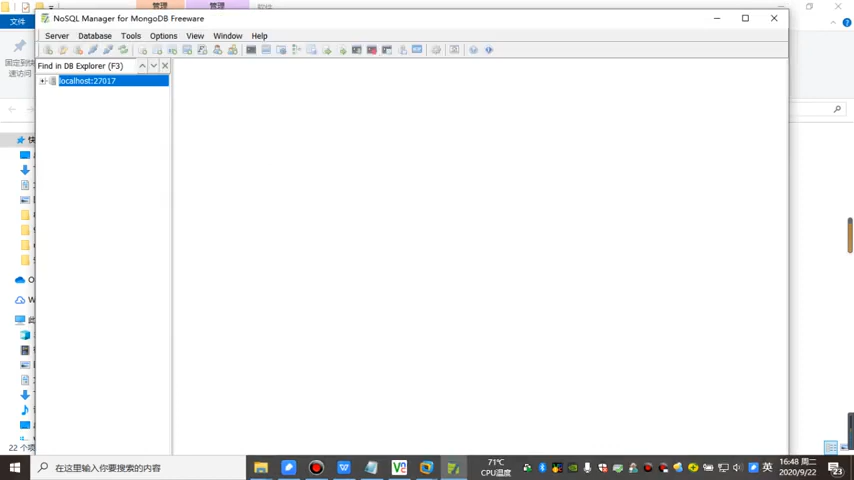 管理
管理
NoSQL Manager for MongoDB Freeware
文件
Server Database Tools Options View Window Help
固定到快
速访问
Find in DB Explorer (F3)
localhost:27017
快
O
W
此
22 个项
在这里输入你要搜索的内容
71℃
CPU温度
英
16:48 周二
2020/9/22
23